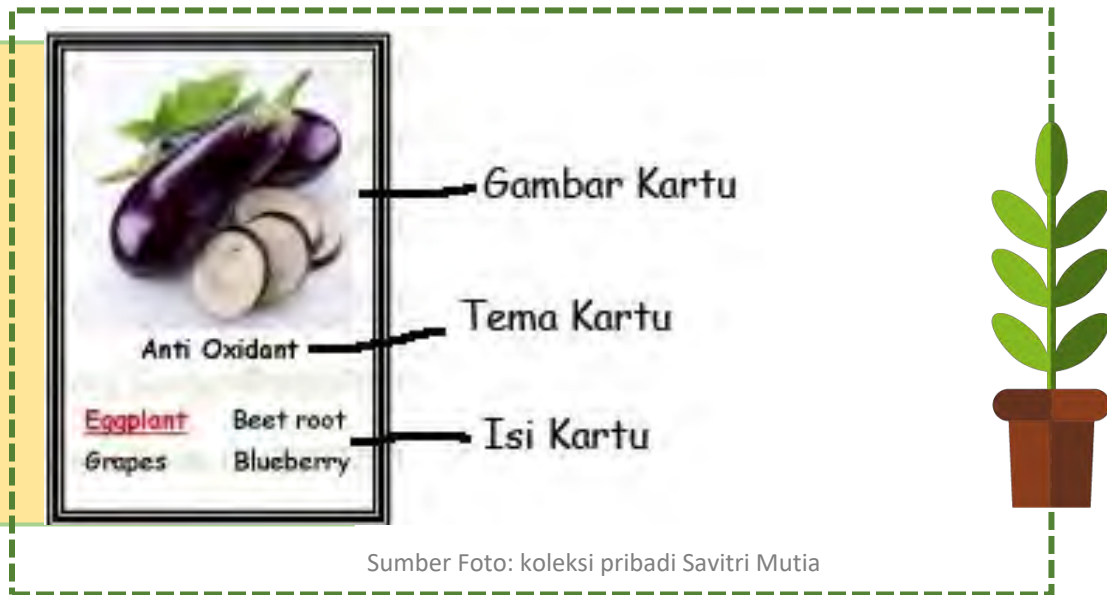 Gambar Kartu
Tema Kartu
Anti Oxidant
Eggplant Beet root
Isi Kartu
Grapes Blueberry
Sumber Foto: koleksi pribadi Savitri Mutia